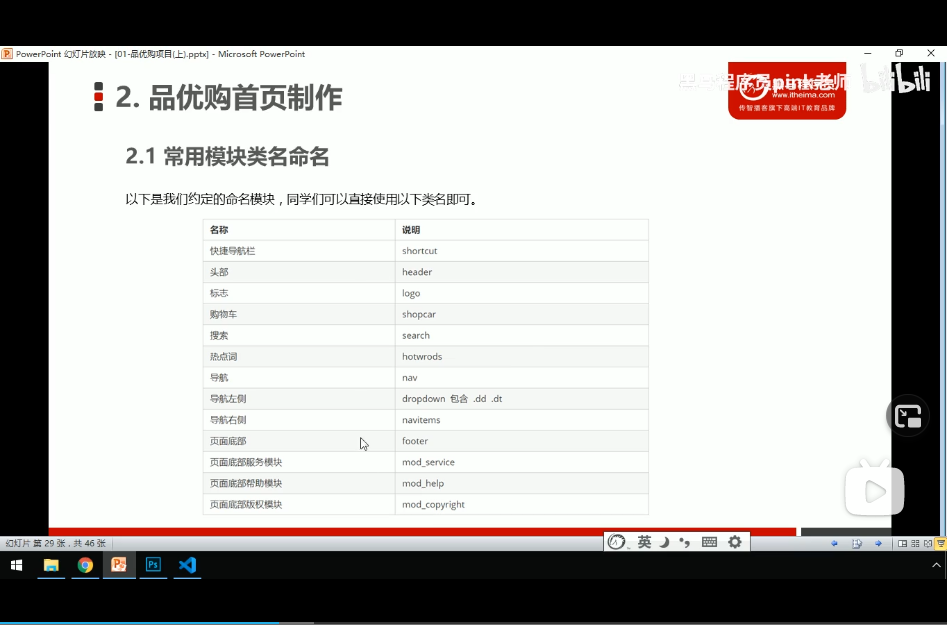 PowerPoint 幻灯片放映 - [01-品优购项目(上).pptx] - Microsoft PowerPoint
程序员pink老师
bilibili
www.itheima.com
传智播客旗下高端IT教育品牌
2. 品优购首页制作
2.1 常用模块类名命名
以下是我们约定的命名模块，同学们可以直接使用以下类名即可。
名称 说明
快捷导航栏 shortcut
头部 header
标志 logo
购物车 shopcar
搜索 search
热点词 hotwrods
导航 nav
导航左侧 dropdown 包含 .dd .dt
导航右侧 navitems
页面底部 footer
页面底部服务模块 mod_service
页面底部帮助模块 mod_help
页面底部版权模块 mod_copyright
幻灯片 第 29 张，共 46 张
英
Ps